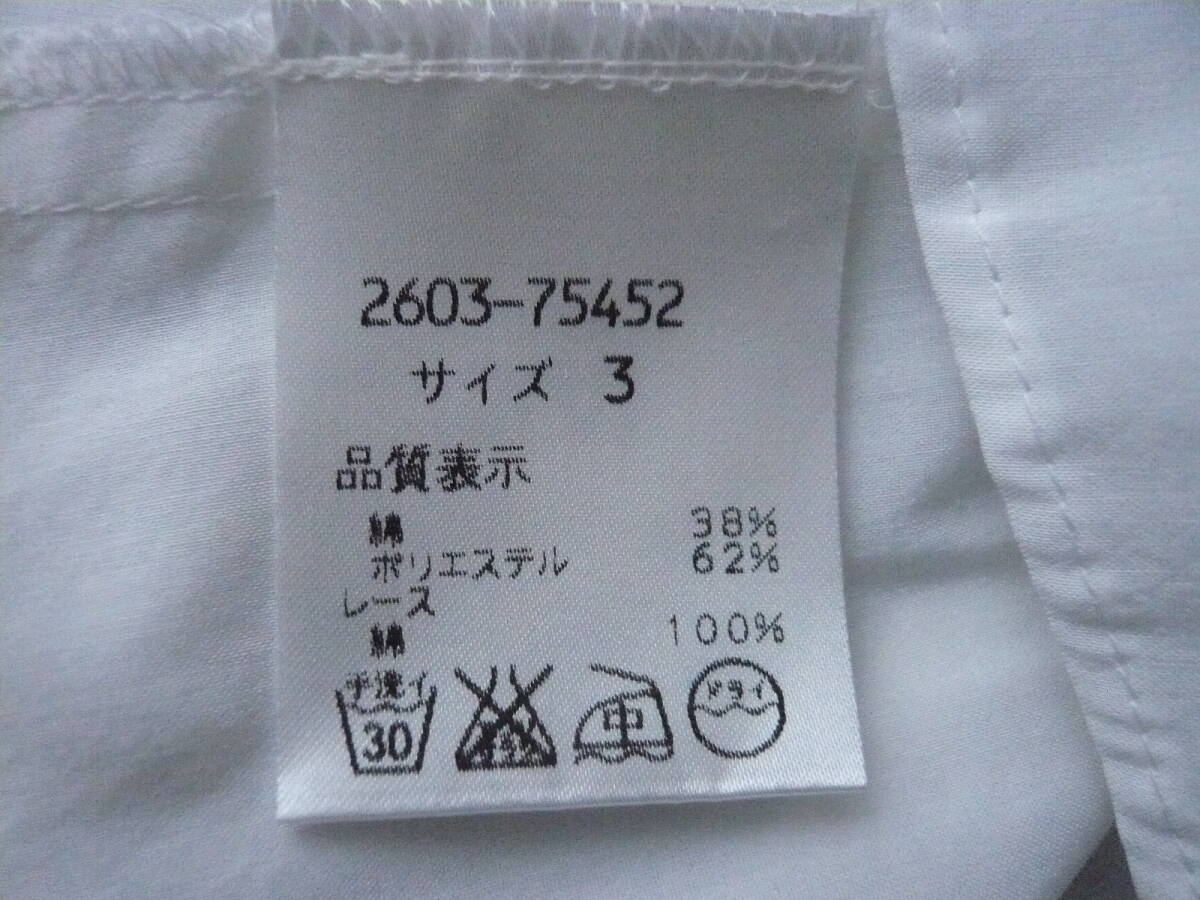 2603-75452
サイズ 3
品質表示
綿 38%
ポリエステル 62%
レース
綿 100%
手洗イ 30 中 ドライ